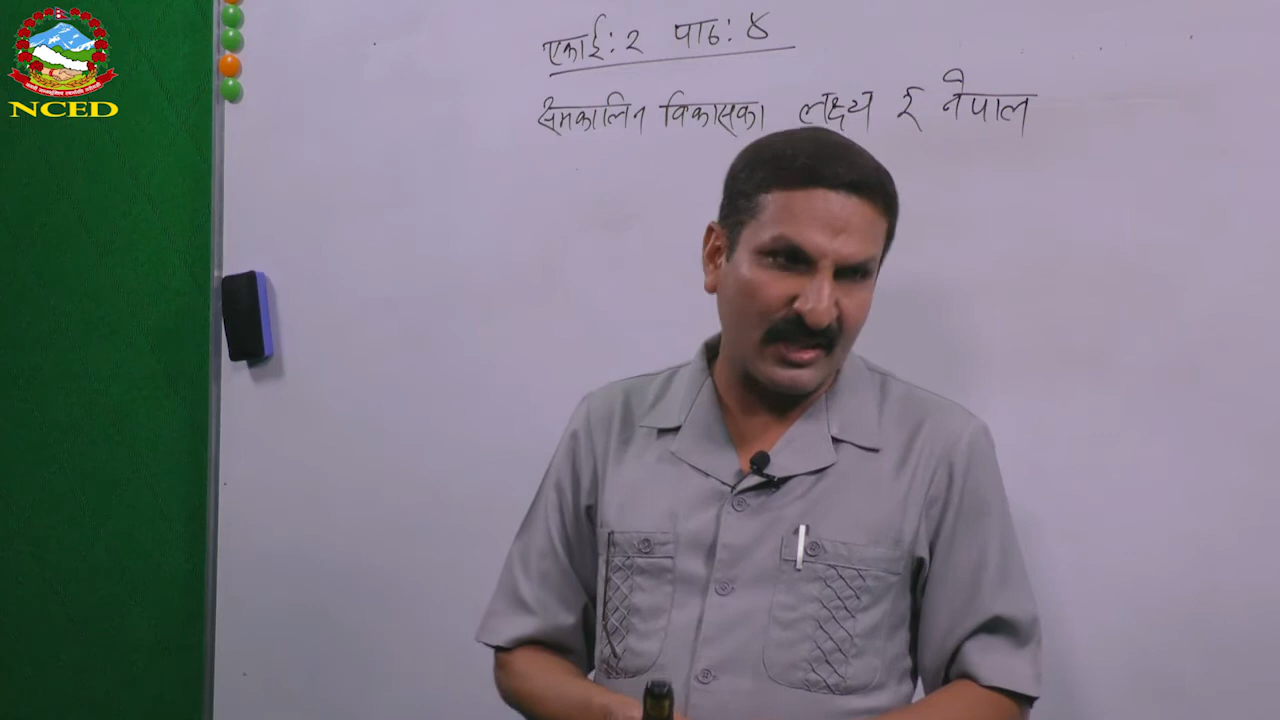 NCED
एकाई: २ पाठ: ४
समकालिन विकासका लक्ष्य र नेपाल